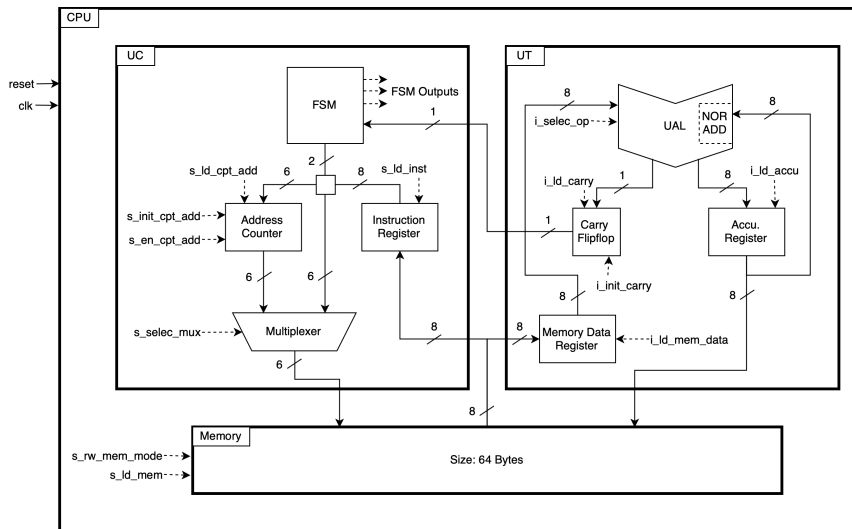 CPU
UC
UT
reset
clk
FSM
FSM Outputs
1
2
6
8
s_ld_cpt_add
s_ld_inst
s_init_cpt_add
s_en_cpt_add
Address
Counter
Instruction
Register
6
6
s_selec_mux
Multiplexer
6
8
8
8
8
i_selec_op
UAL
NOR
ADD
8
1
8
i_ld_carry
i_ld_accu
1
Carry
Flipflop
Accu.
Register
i_init_carry
8
8
Memory Data
Register
i_ld_mem_data
8
Memory
s_rw_mem_mode
s_ld_mem
Size: 64 Bytes